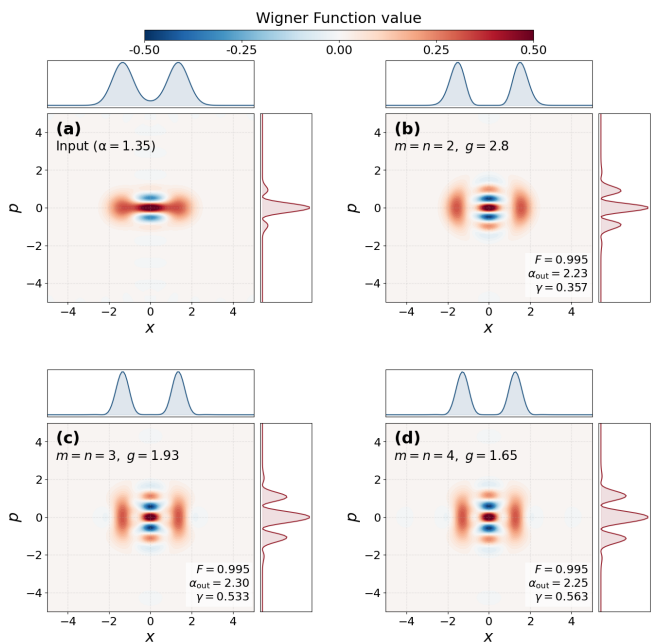 Wigner Function value
-0.50 -0.25 0.00 0.25 0.50
(a)
Input (α = 1.35)
4
2
0
−2
−4
p
−4 −2 0 2 4
x
(b)
m = n = 2, g = 2.8
4
2
0
−2
−4
p
F = 0.995
αout = 2.23
γ = 0.357
−4 −2 0 2 4
x
(c)
m = n = 3, g = 1.93
4
2
0
−2
−4
p
F = 0.995
αout = 2.30
γ = 0.533
−4 −2 0 2 4
x
(d)
m = n = 4, g = 1.65
4
2
0
−2
−4
p
F = 0.995
αout = 2.25
γ = 0.563
−4 −2 0 2 4
x